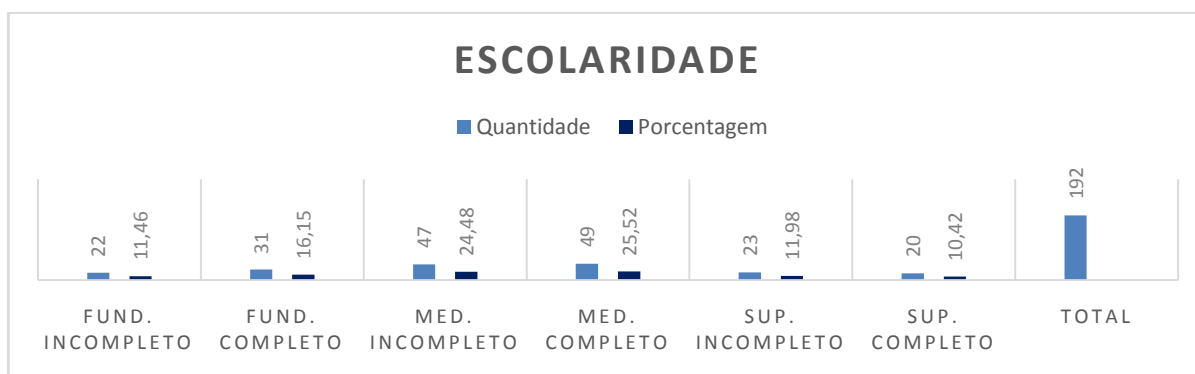 ESCOLARIDADE
Quantidade Porcentagem
22 11,46 31 16,15 47 24,48 49 25,52 23 11,98 20 10,42 192
FUND. FUND. MED. MED. SUP. SUP. TOTAL
INCOMPLETO COMPLETO INCOMPLETO COMPLETO INCOMPLETO COMPLETO